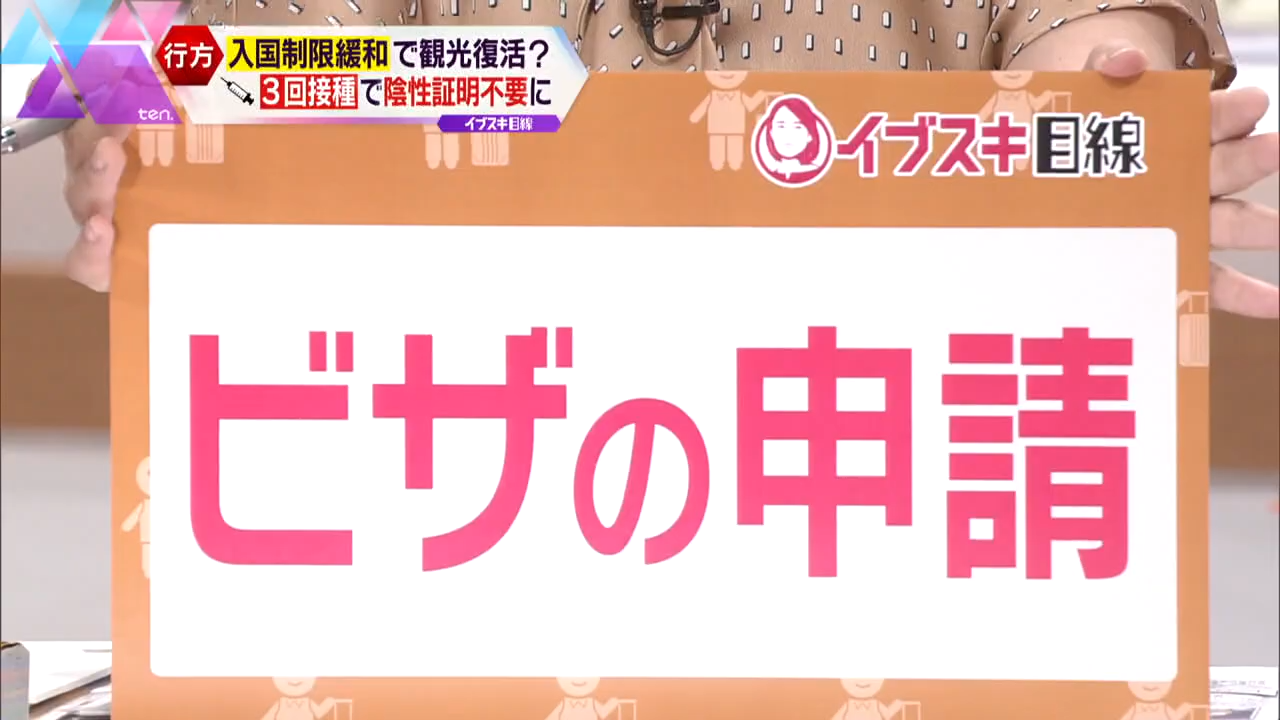 行方
入国制限緩和で観光復活?
3回接種で陰性証明不要に
イブスキ目線
ten.
イブスキ目線
ビザの申請